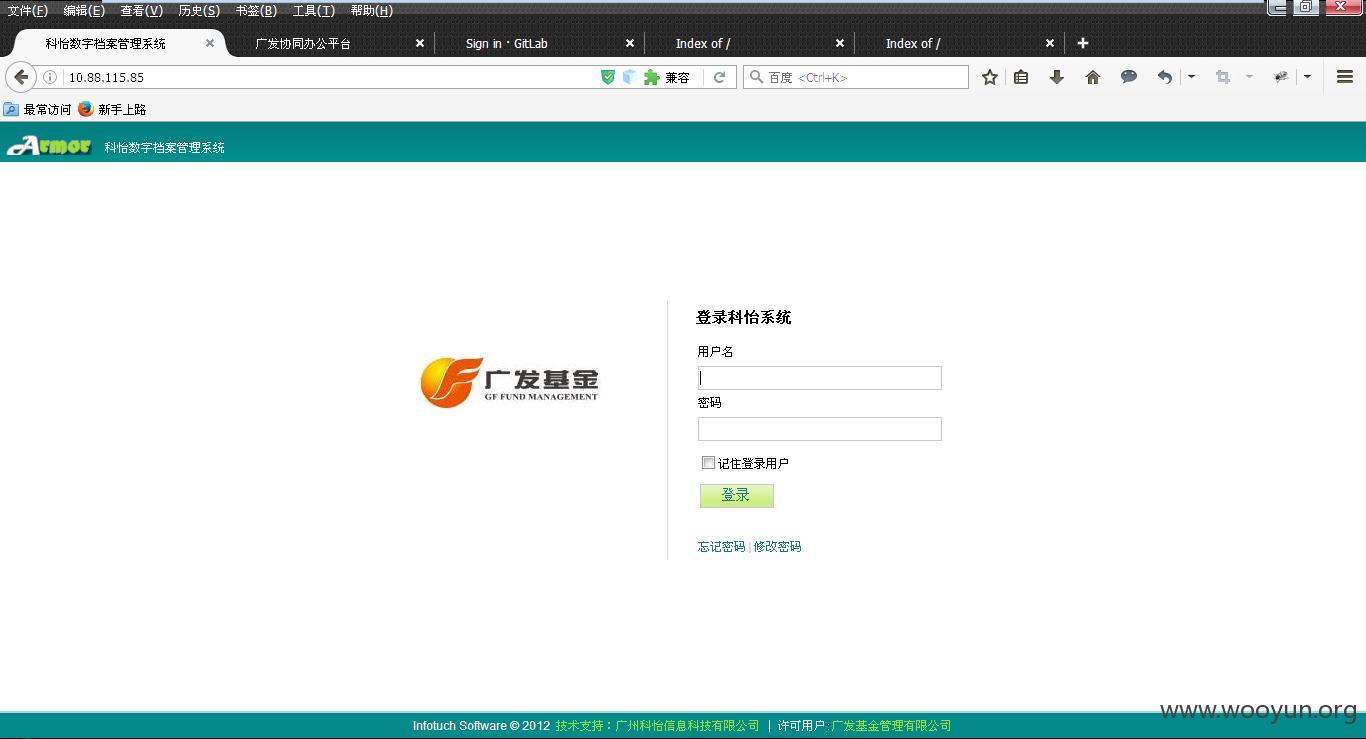 文件(F) 编辑(E) 查看(V) 历史(S) 书签(B) 工具(T) 帮助(H)
科怡数字档案管理系统 广发协同办公平台 Sign in · GitLab Index of / Index of /
10.88.115.85 兼容 百度 <Ctrl+K>
最常访问 新手上路
Armor 科怡数字档案管理系统
广发基金
GF FUND MANAGEMENT
登录科怡系统
用户名
密码
记住登录用户
登录
忘记密码 | 修改密码
www.wooyun.org
Infotuch Software © 2012 技术支持：广州科怡信息科技有限公司 | 许可用户:广发基金管理有限公司